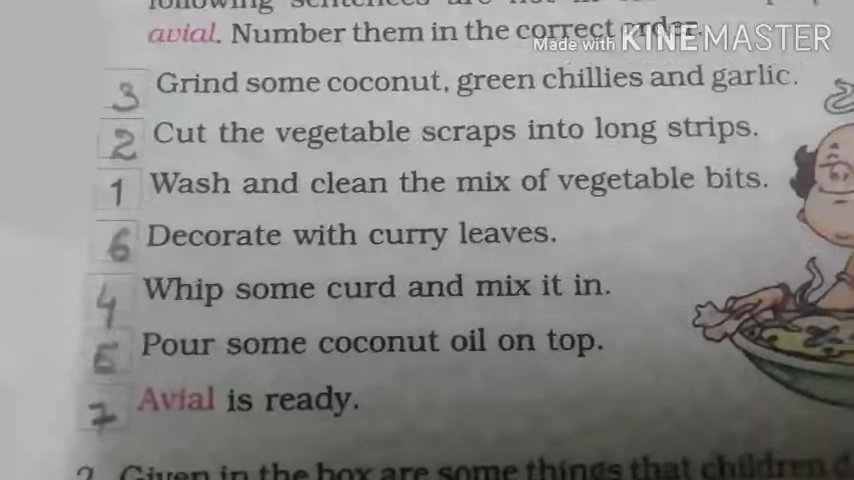 avial. Number them in the correct order.
Made with KINEMASTER
3 Grind some coconut, green chillies and garlic.
2 Cut the vegetable scraps into long strips.
1 Wash and clean the mix of vegetable bits.
6 Decorate with curry leaves.
4 Whip some curd and mix it in.
5 Pour some coconut oil on top.
7 Avial is ready.
2 Given in the box are some things that children